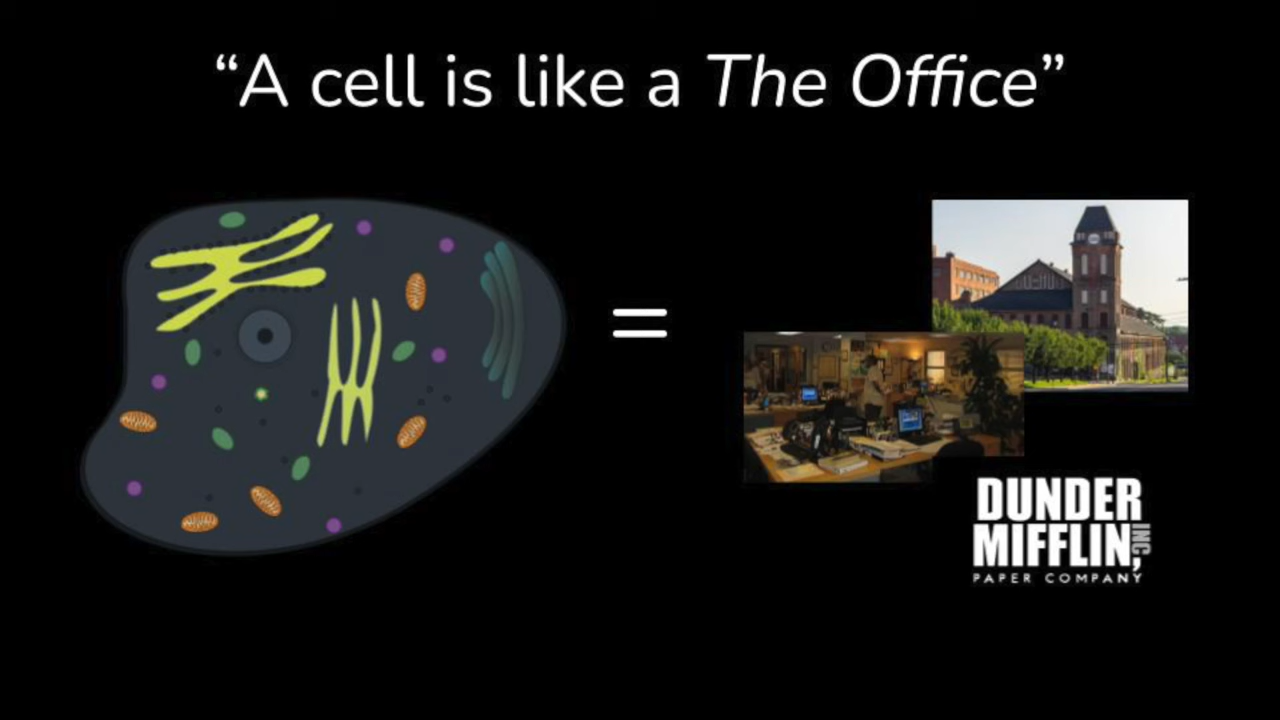 “A cell is like a The Office”
=
DUNDER
MIFFLIN,
INC
PAPER COMPANY